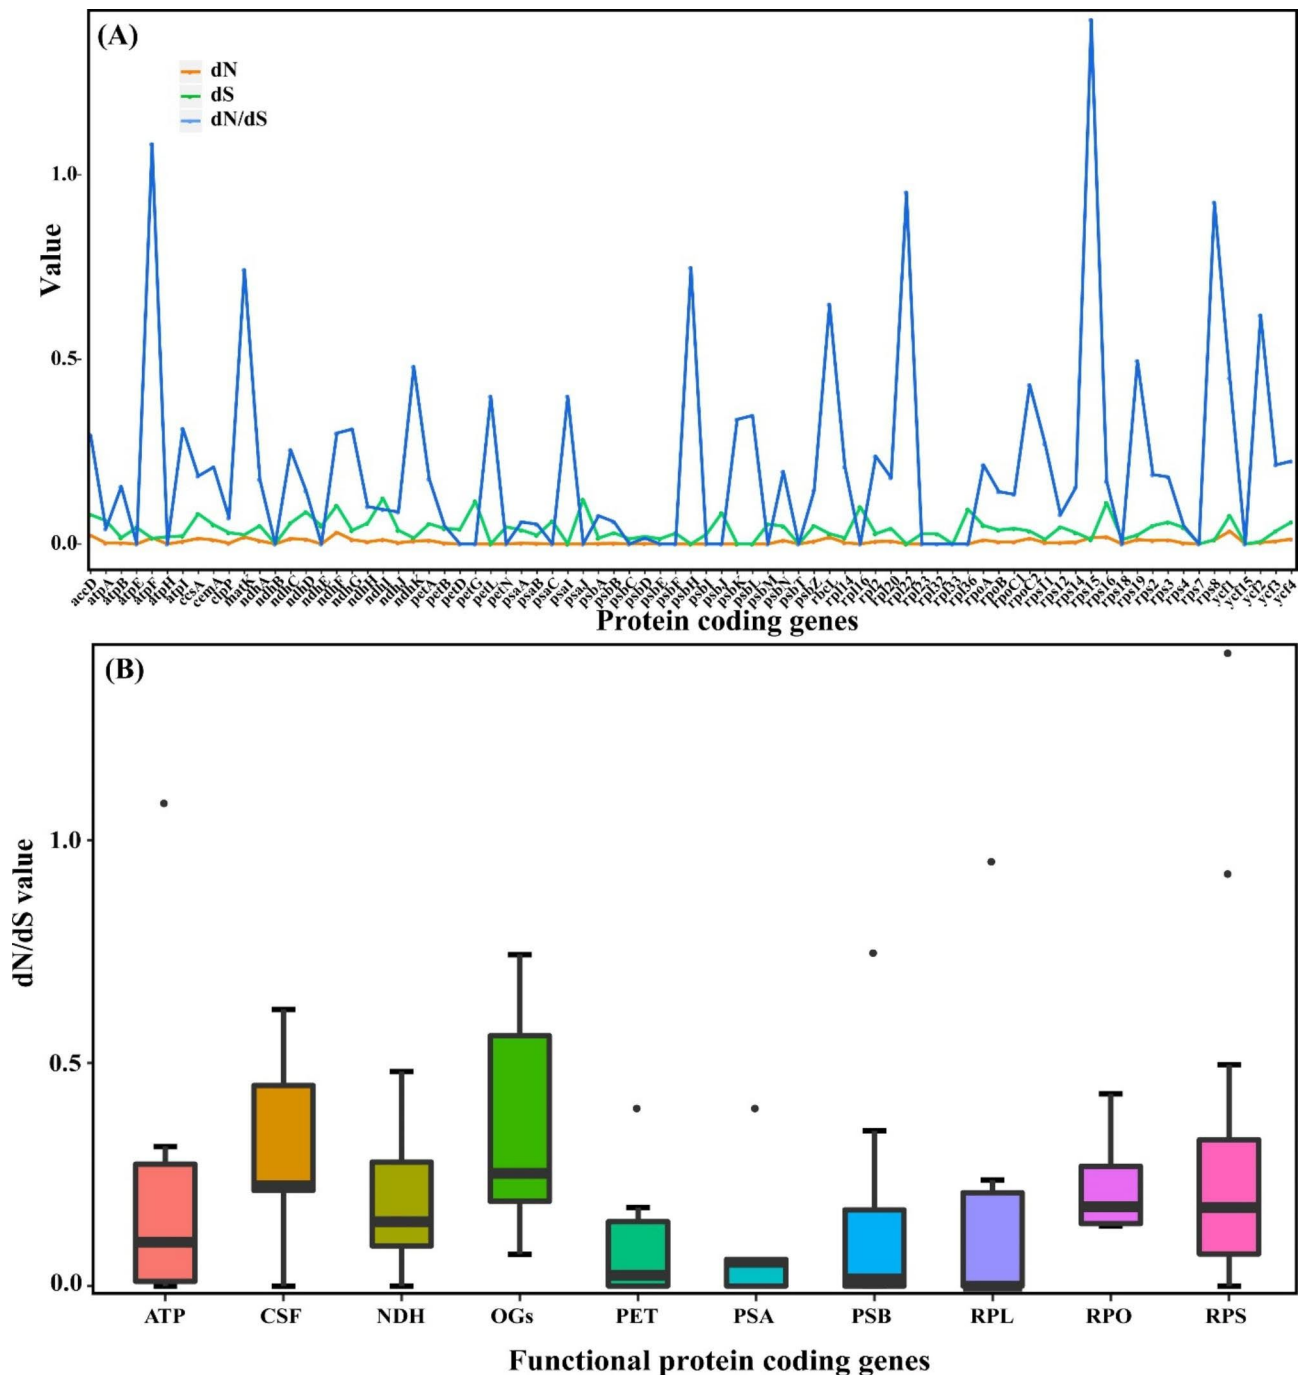 (A)
dN
dS
dN/dS
1.0
0.5
0.0
Value
accD atpA atpB atpE atpF atpH atpI ccsA cemA clpP matK ndhA ndhB ndhC ndhD ndhE ndhF ndhG ndhH ndhI ndhJ ndhK petA petB petD petG petL petN psaA psaB psaC psaI psaJ psbA psbB psbC psbD psbE psbF psbH psbI psbJ psbK psbL psbM psbN psbT psbZ rbcL rpl14 rpl16 rpl2 rpl20 rpl22 rpl23 rpl32 rpl33 rpl36 rpoA rpoB rpoC1 rpoC2 rps11 rps12 rps14 rps15 rps16 rps18 rps19 rps2 rps3 rps4 rps7 rps8 ycf1 ycf15 ycf2 ycf3 ycf4
Protein coding genes
(B)
1.0
0.5
0.0
dN/dS value
ATP CSF NDH OGs PET PSA PSB RPL RPO RPS
Functional protein coding genes